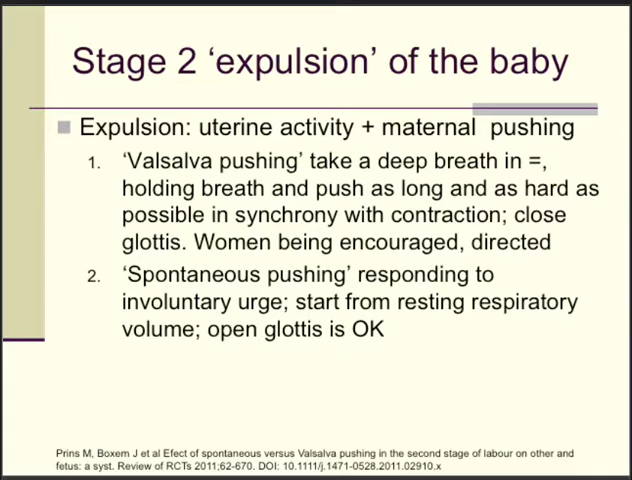 Stage 2 ‘expulsion’ of the baby
Expulsion: uterine activity + maternal pushing
1. ‘Valsalva pushing’ take a deep breath in =,
holding breath and push as long and as hard as
possible in synchrony with contraction; close
glottis. Women being encouraged, directed
2. ‘Spontaneous pushing’ responding to
involuntary urge; start from resting respiratory
volume; open glottis is OK
Prins M, Boxem J et al Efect of spontaneous versus Valsalva pushing in the second stage of labour on other and
fetus: a syst. Review of RCTs 2011;62-670. DOI: 10.1111/j.1471-0528.2011.02910.x